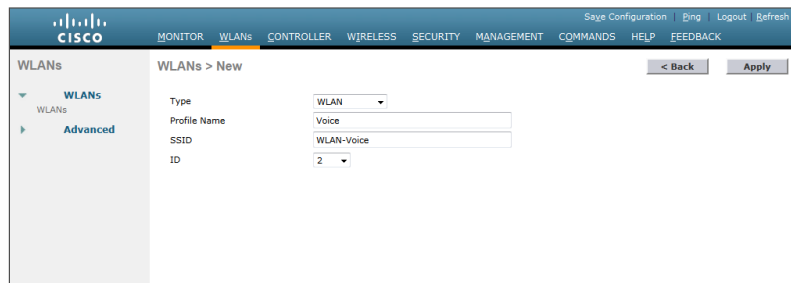 Save Configuration | Ping | Logout | Refresh
CISCO
MONITOR WLANs CONTROLLER WIRELESS SECURITY MANAGEMENT COMMANDS HELP FEEDBACK
WLANs
WLANs > New
< Back
Apply
WLANs
WLANs
Advanced
Type WLAN
Profile Name Voice
SSID WLAN-Voice
ID 2